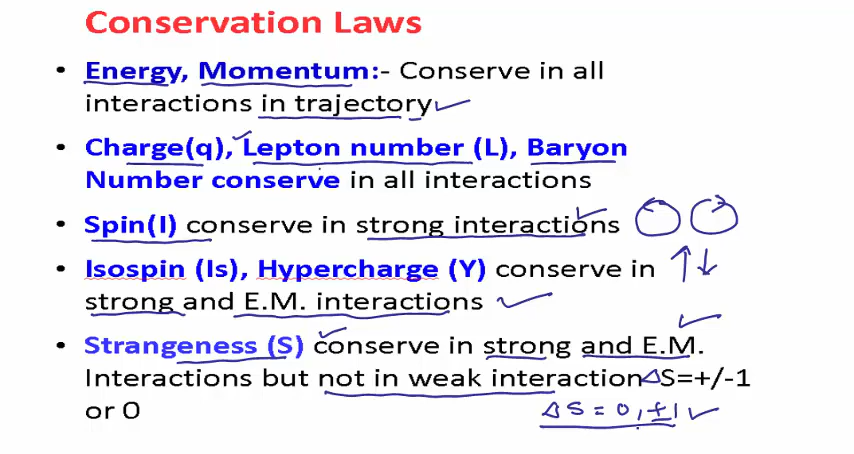 Conservation Laws
• Energy, Momentum:- Conserve in all
interactions in trajectory
• Charge(q), Lepton number (L), Baryon
Number conserve in all interactions
• Spin(I) conserve in strong interactions
• Isospin (Is), Hypercharge (Y) conserve in
strong and E.M. interactions
• Strangeness (S) conserve in strong and E.M.
Interactions but not in weak interaction ΔS=+/-1
or 0
ΔS = 0, ±1